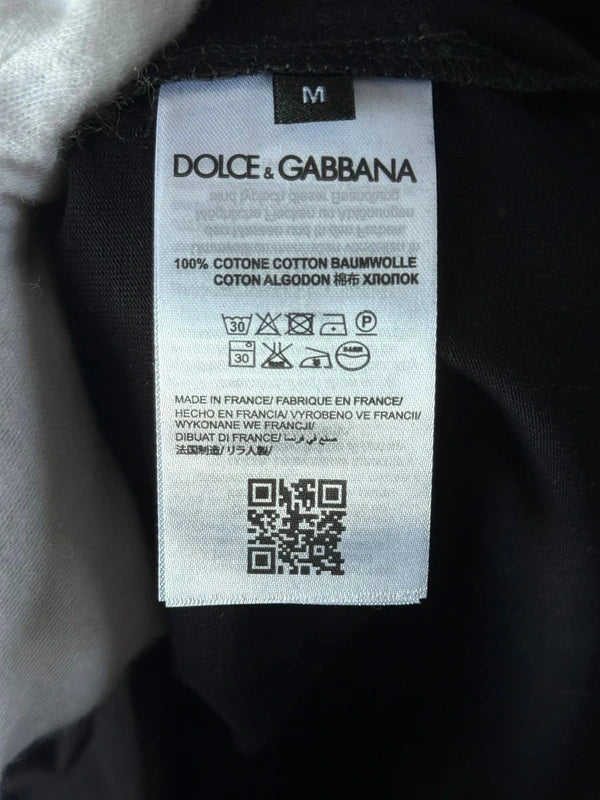 M
DOLCE & GABBANA
100% COTONE COTTON BAUMWOLLE
COTON ALGODON 棉布 ХЛОПОК
30
P
30
MADE IN FRANCE/ FABRIQUE EN FRANCE/
HECHO EN FRANCIA/ VYROBENO VE FRANCII/
WYKONANE WE FRANCJI/
DIBUAT DI FRANCE/ صنع في فرنسا/
法国制造/ リラ人製/